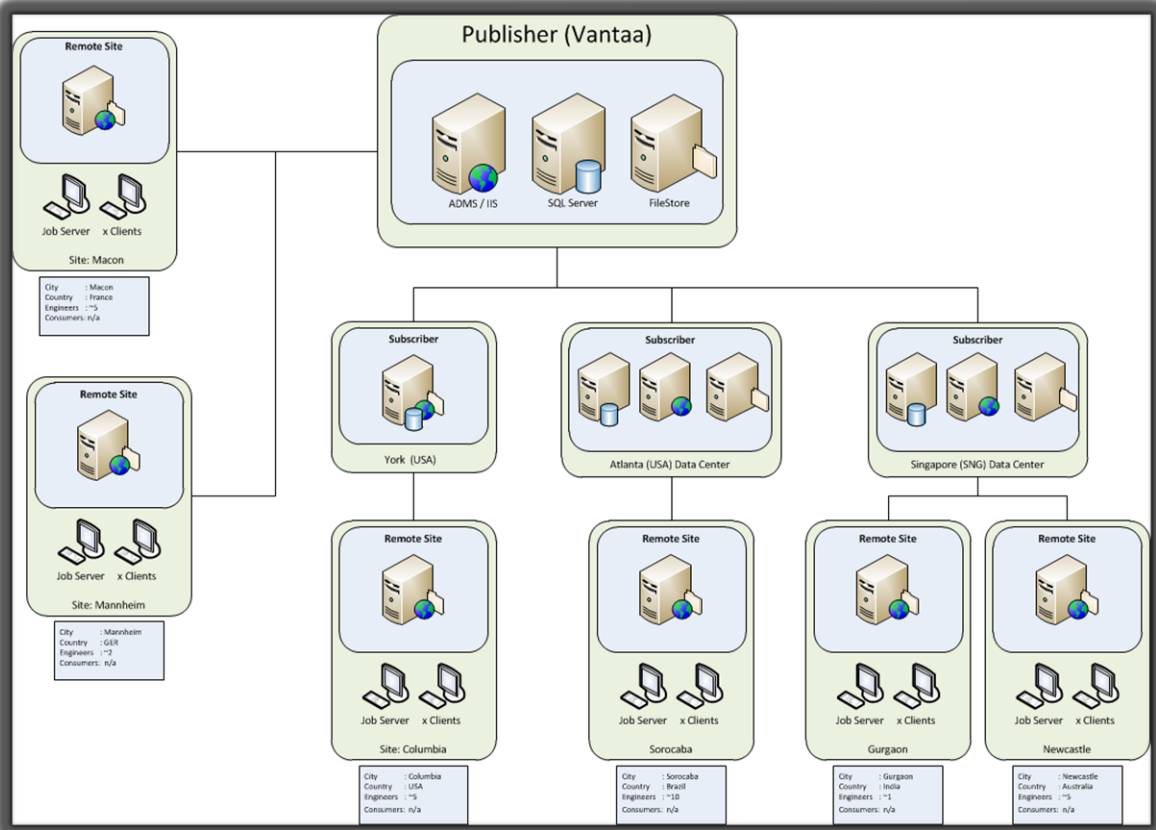 Publisher (Vantaa)
ADMS / IIS
SQL Server
FileStore
Remote Site
Job Server
x Clients
Site: Macon
City : Macon
Country : France
Engineers : ~5
Consumers: n/a
Remote Site
Job Server
x Clients
Site: Mannheim
City : Mannheim
Country : GER
Engineers : ~2
Consumers: n/a
Subscriber
York (USA)
Subscriber
Atlanta (USA) Data Center
Subscriber
Singapore (SNG) Data Center
Remote Site
Job Server
x Clients
Site: Columbia
City : Columbia
Country : USA
Engineers : ~5
Consumers: n/a
Remote Site
Job Server
x Clients
Sorocaba
City : Sorocaba
Country : Brazil
Engineers : ~10
Consumers: n/a
Remote Site
Job Server
x Clients
Gurgaon
City : Gurgaon
Country : India
Engineers : ~1
Consumers: n/a
Remote Site
Job Server
x Clients
Newcastle
City : Newcastle
Country : Australia
Engineers : ~5
Consumers: n/a